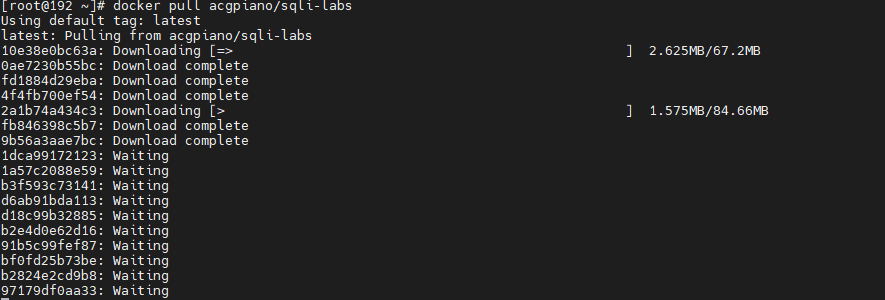 [root@192 ~]# docker pull acgpiano/sqli-labs
Using default tag: latest
latest: Pulling from acgpiano/sqli-labs
10e38e0bc63a: Downloading [=>                                                 ]  2.625MB/67.2MB
0ae7230b55bc: Download complete
fd1884d29eba: Download complete
4f4fb700ef54: Download complete
2a1b74a434c3: Downloading [>                                                  ]  1.575MB/84.66MB
fb846398c5b7: Download complete
9b56a3aae7bc: Download complete
1dca99172123: Waiting
1a57c2088e59: Waiting
b3f593c73141: Waiting
d6ab91bda113: Waiting
d18c99b32885: Waiting
b2e4d0e62d16: Waiting
91b5c99fef87: Waiting
bf0fd25b73be: Waiting
b2824e2cd9b8: Waiting
97179df0aa33: Waiting